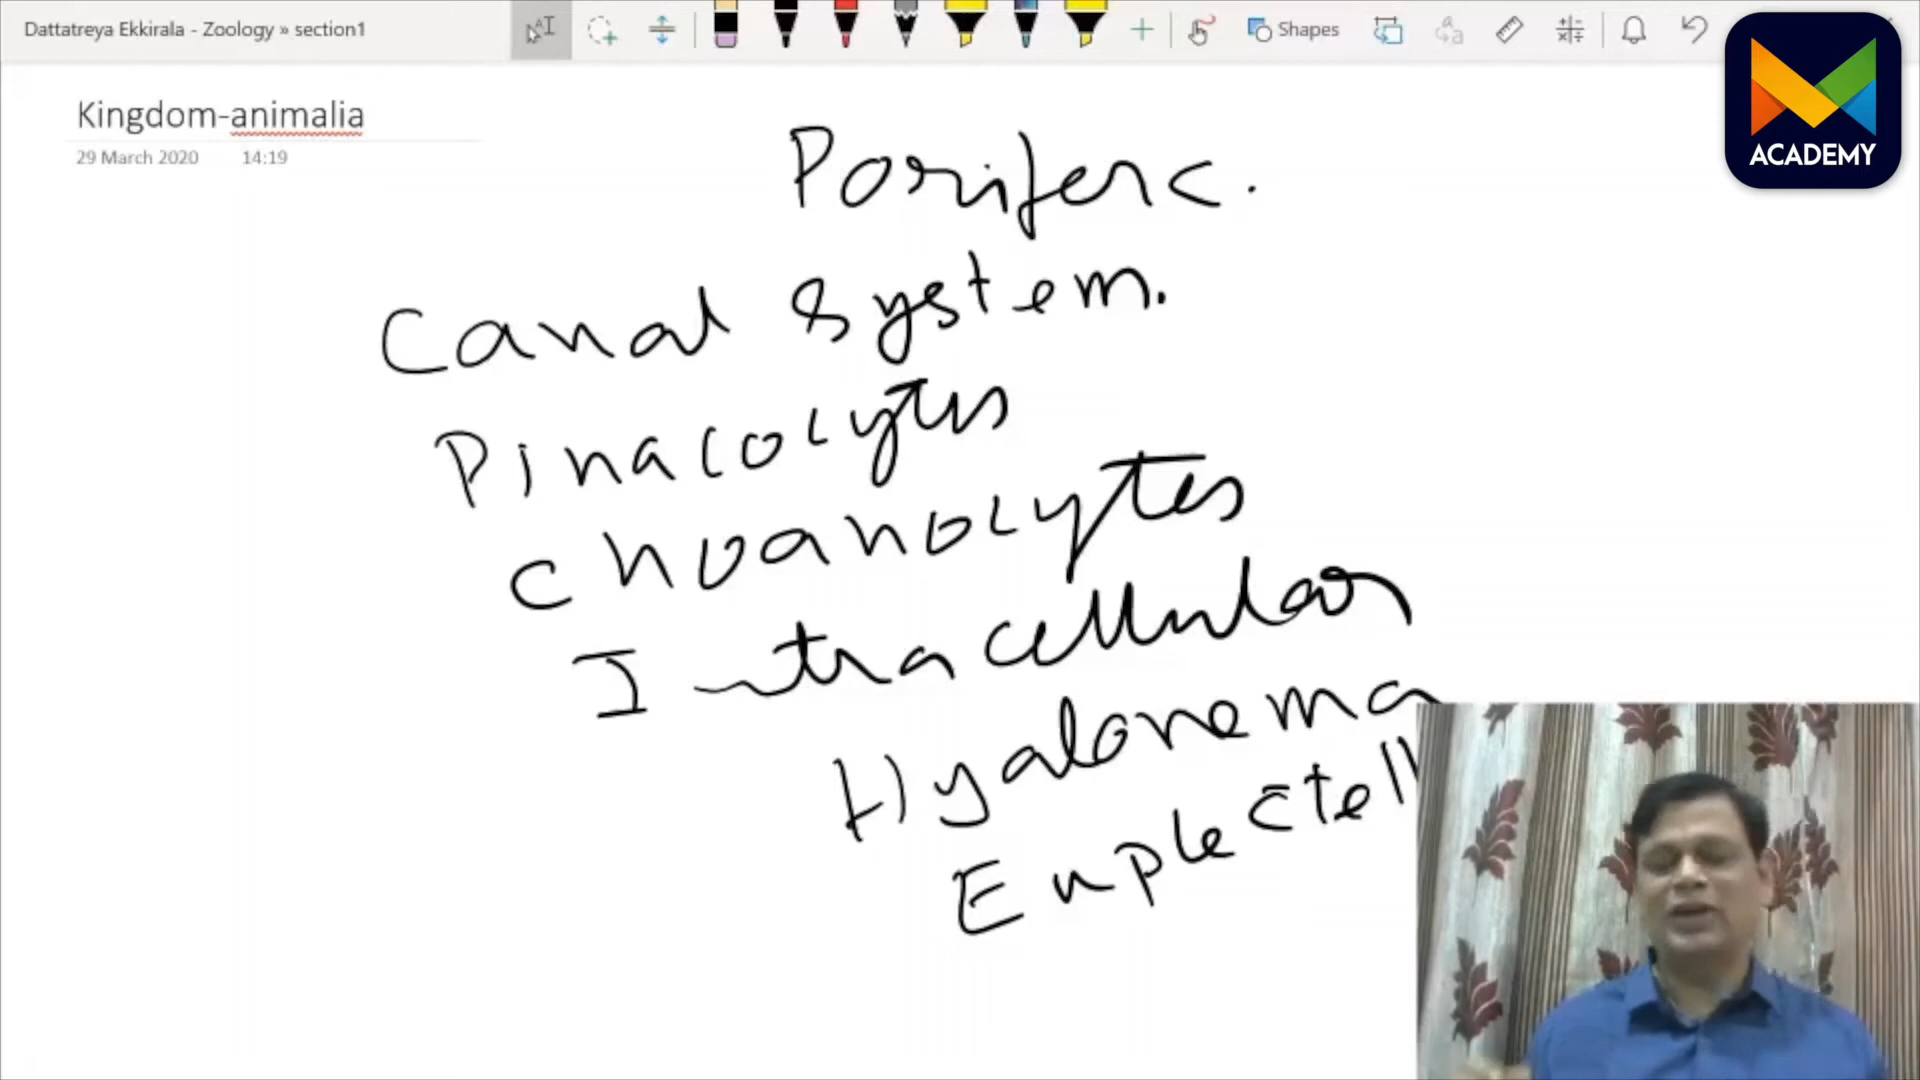 Dattatreya Ekkirala - Zoology » section1
Shapes
ACADEMY
Kingdom-animalia
29 March 2020 14:19
Porifera.
Canal System.
Pinacocytes
Choanocytes
Intracellular
Hyalonema
Euplectell